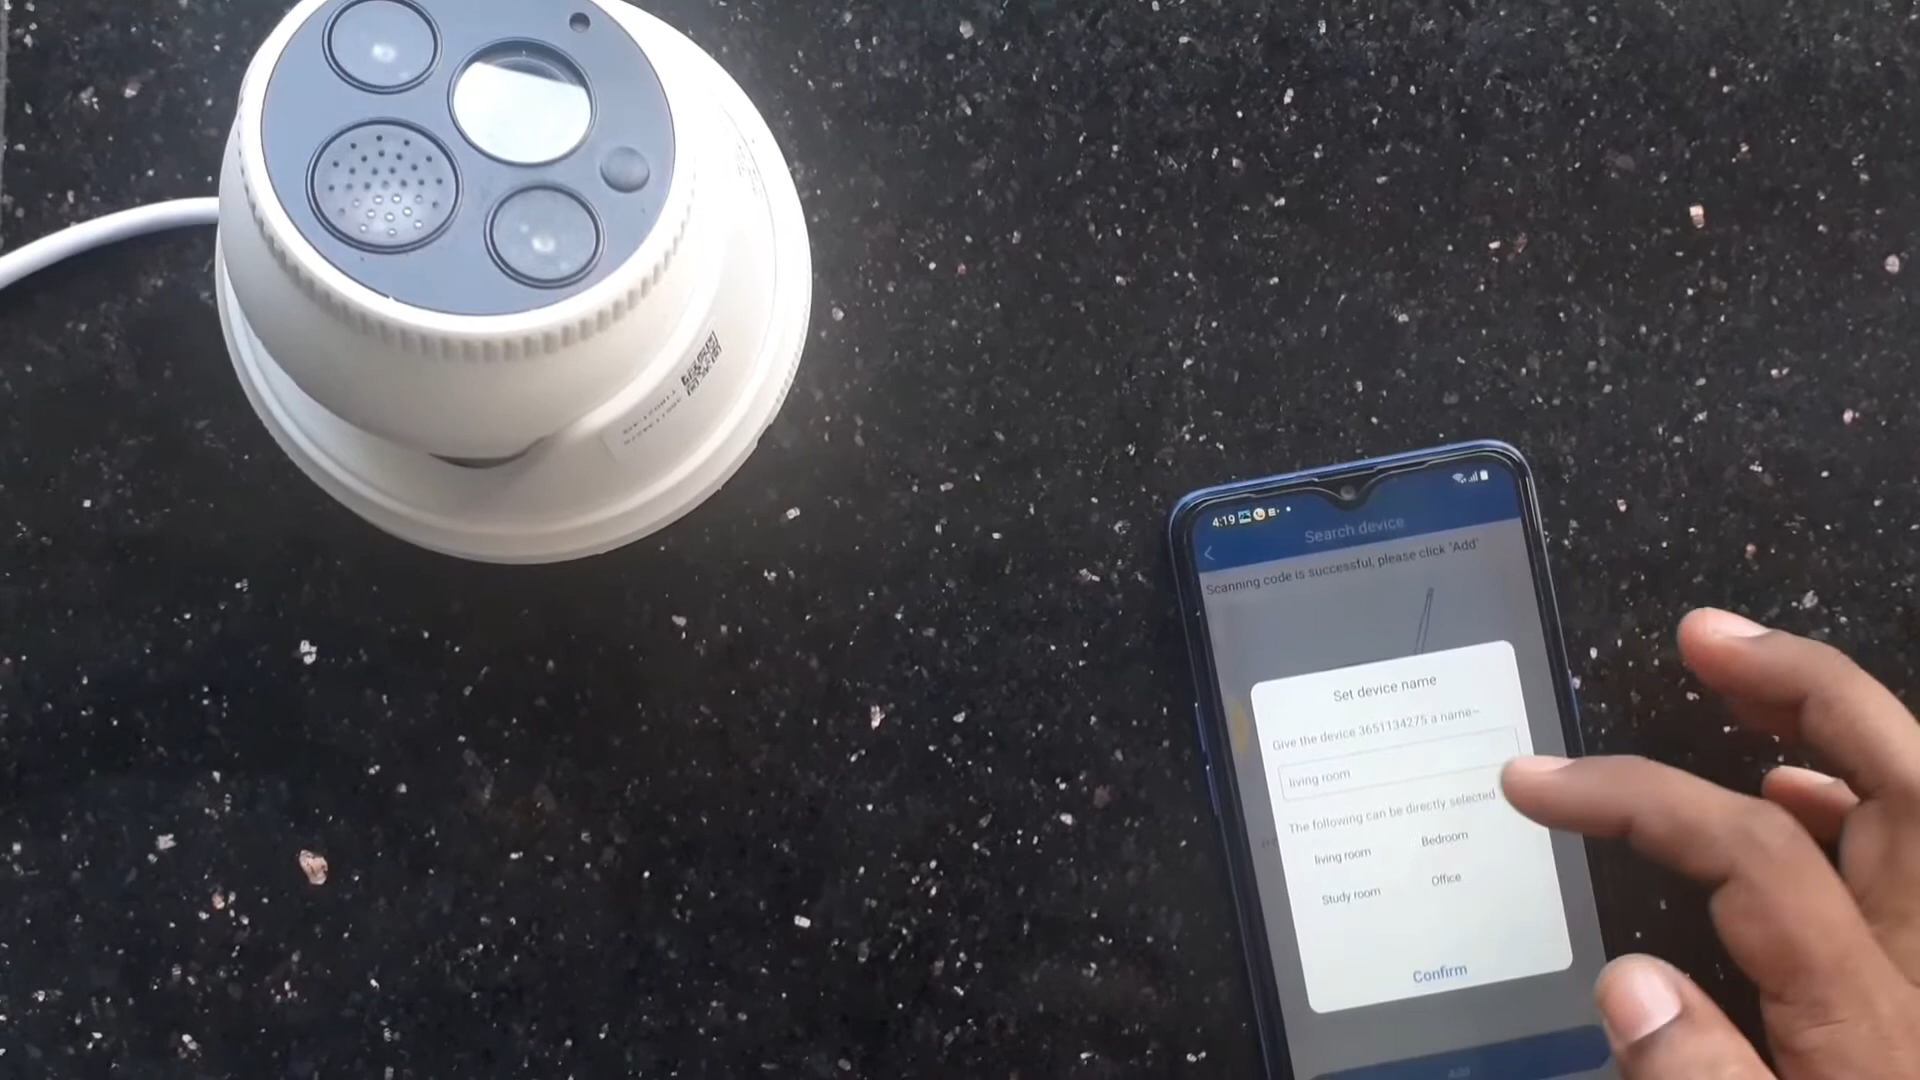 4:19
Search device
Scanning code is successful, please click "Add"
Set device name
Give the device 3651134275 a name~
living room
The following can be directly selected
living room
Bedroom
Study room
Office
Confirm
Add